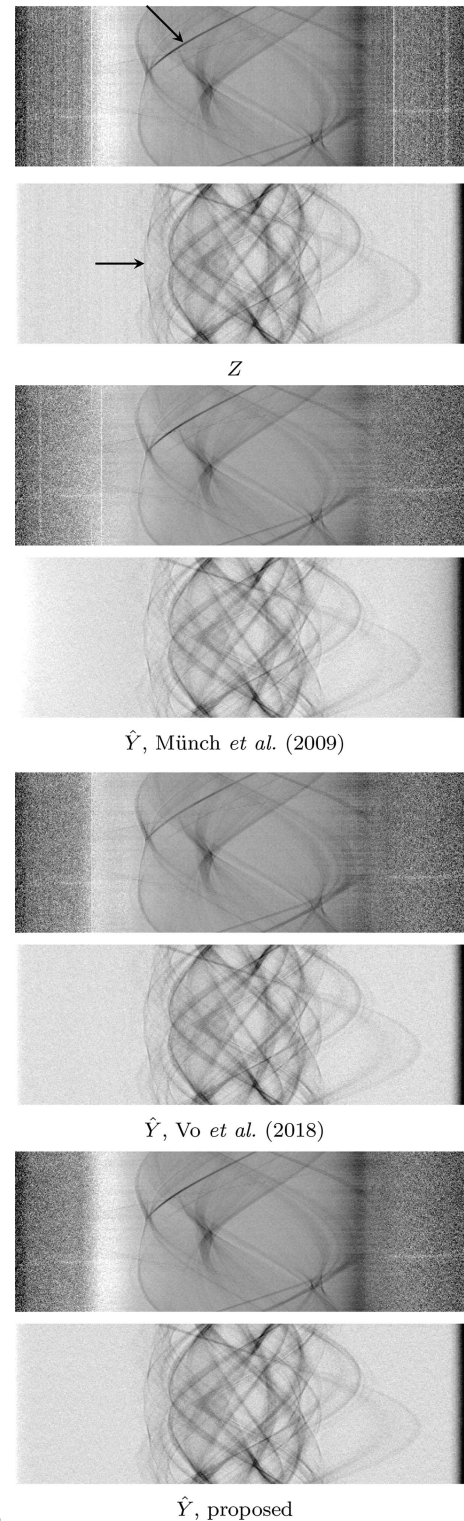 Z
Ŷ, Münch et al. (2009)
Ŷ, Vo et al. (2018)
Ŷ, proposed